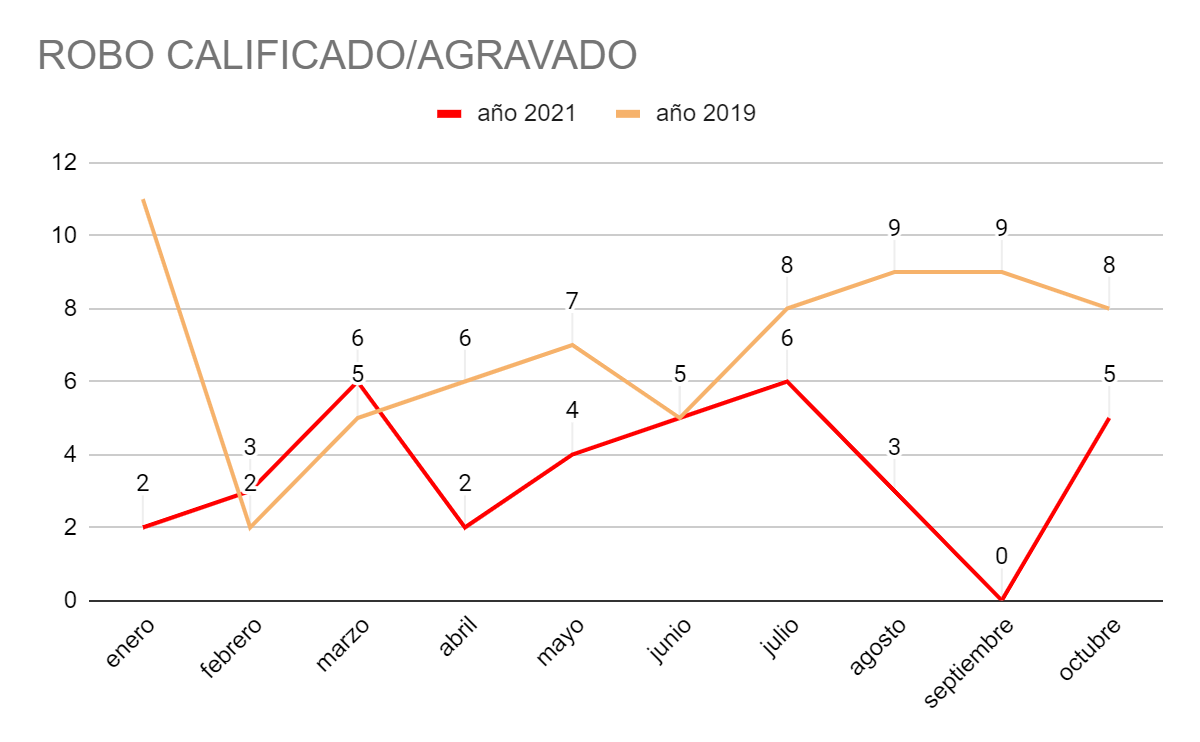 ROBO CALIFICADO/AGRAVADO
año 2021 año 2019
12
10 9 9
8 8
7
8
6 6 6
5 5 5
6
4
3 3
4
2 2 2
2
0
0
enero febrero marzo abril mayo junio julio agosto septiembre octubre